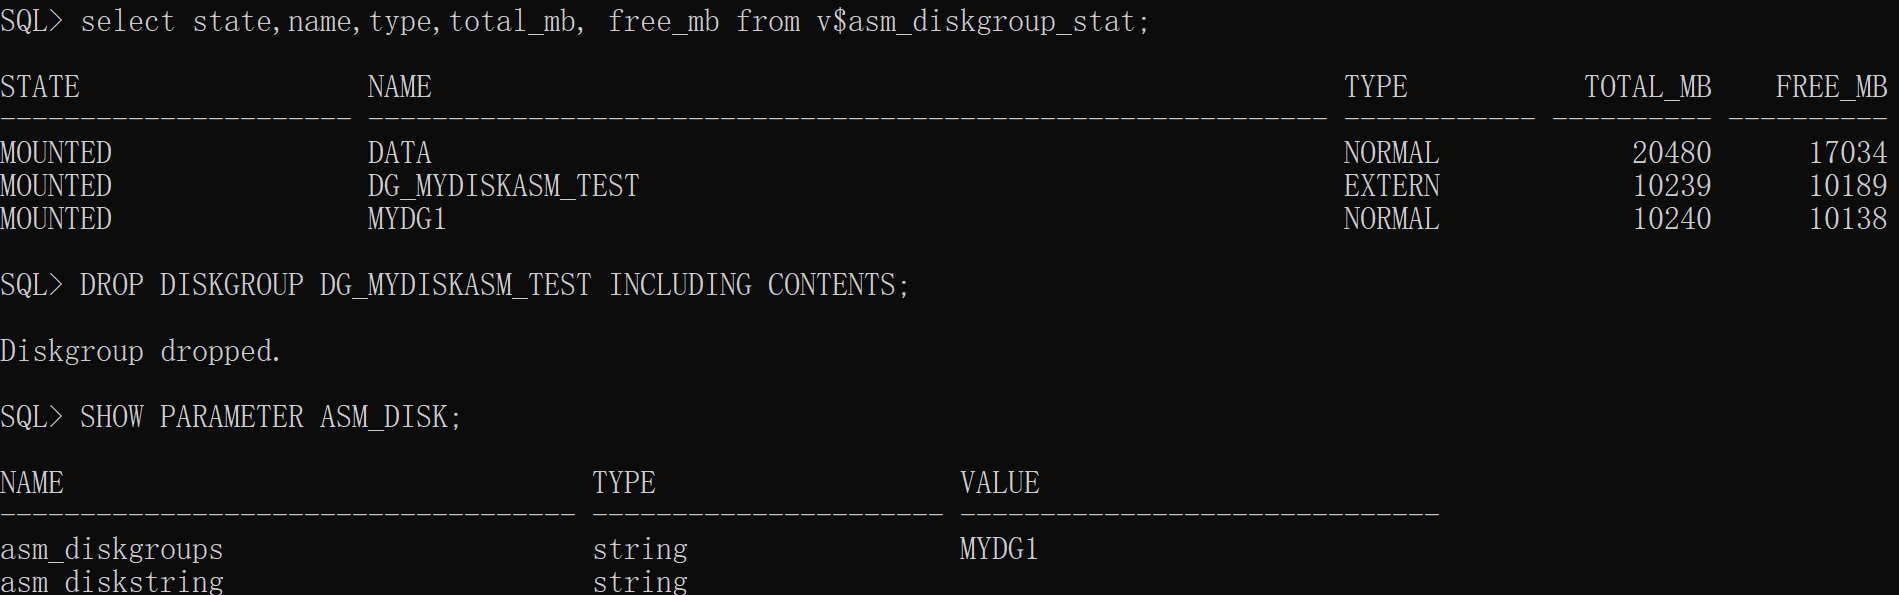 SQL> select state,name,type,total_mb, free_mb from v$asm_diskgroup_stat;
STATE NAME TYPE TOTAL_MB FREE_MB
---------------------- ------------------------------------------------------------ ------------ ---------- ----------
MOUNTED DATA NORMAL 20480 17034
MOUNTED DG_MYDISKASM_TEST EXTERN 10239 10189
MOUNTED MYDG1 NORMAL 10240 10138
SQL> DROP DISKGROUP DG_MYDISKASM_TEST INCLUDING CONTENTS;
Diskgroup dropped.
SQL> SHOW PARAMETER ASM_DISK;
NAME TYPE VALUE
------------------------------------ ---------------------- ------------------------------
asm_diskgroups string MYDG1
asm_diskstring string